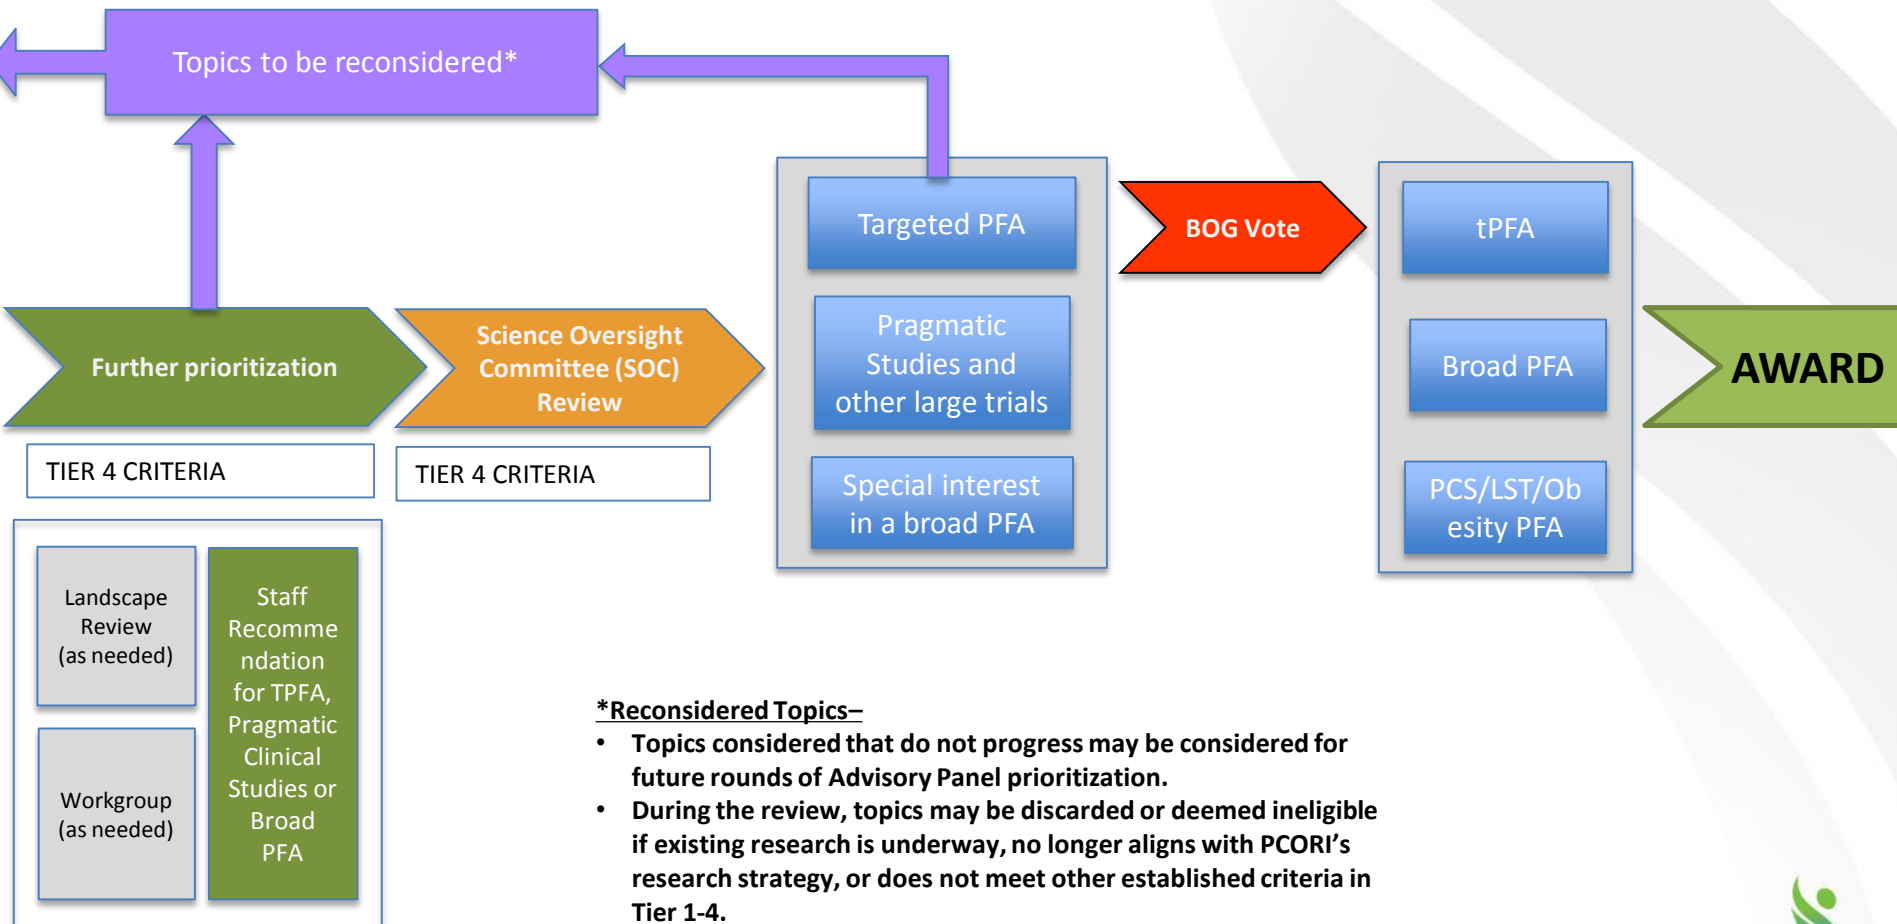 Topics to be reconsidered*
Further prioritization
TIER 4 CRITERIA
Science Oversight
Committee (SOC)
Review
TIER 4 CRITERIA
Landscape
Review
(as needed)
Workgroup
(as needed)
Staff
Recomme
ndation
for TPFA,
Pragmatic
Clinical
Studies or
Broad
PFA
Targeted PFA
Pragmatic
Studies and
other large trials
Special interest
in a broad PFA
BOG Vote
tPFA
Broad PFA
PCS/LST/Ob
esity PFA
AWARD
*Reconsidered Topics–
• Topics considered that do not progress may be considered for
future rounds of Advisory Panel prioritization.
• During the review, topics may be discarded or deemed ineligible
if existing research is underway, no longer aligns with PCORI’s
research strategy, or does not meet other established criteria in
Tier 1-4.